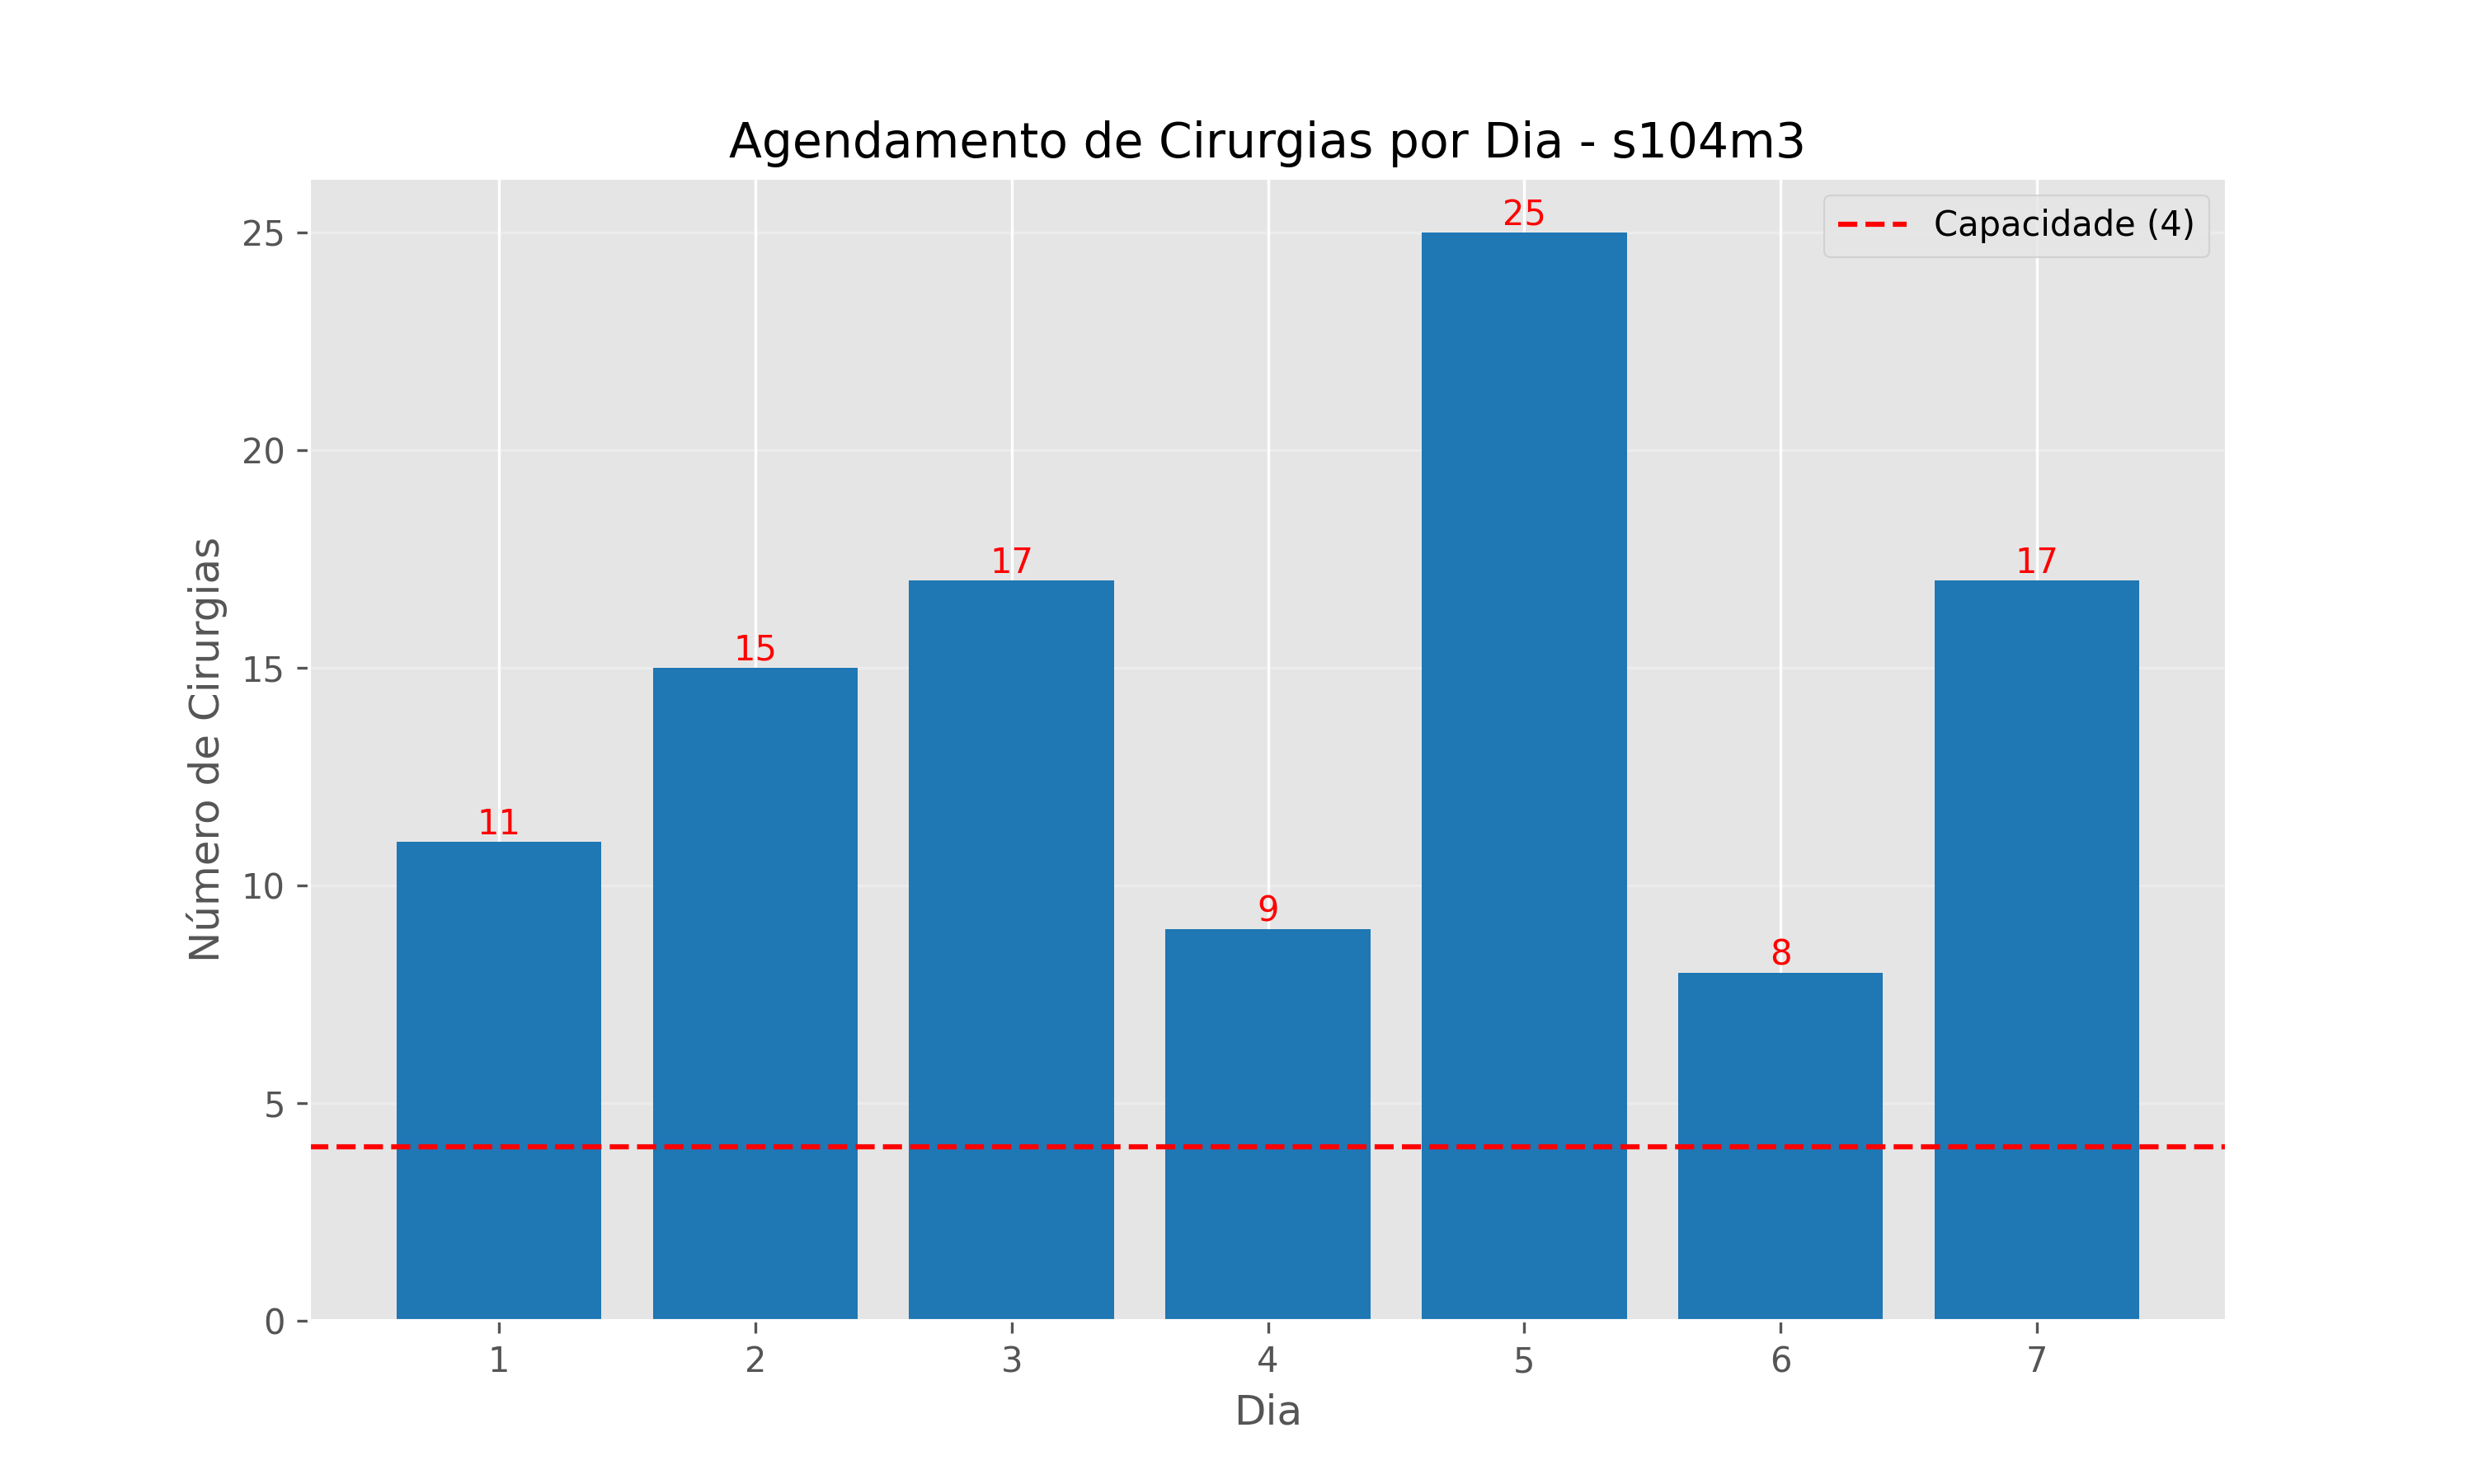 Agendamento de Cirurgias por Dia - s104m3
Capacidade (4)
Número de Cirurgias
25
20
15
10
5
0
11
15
17
9
25
8
17
1 2 3 4 5 6 7
Dia